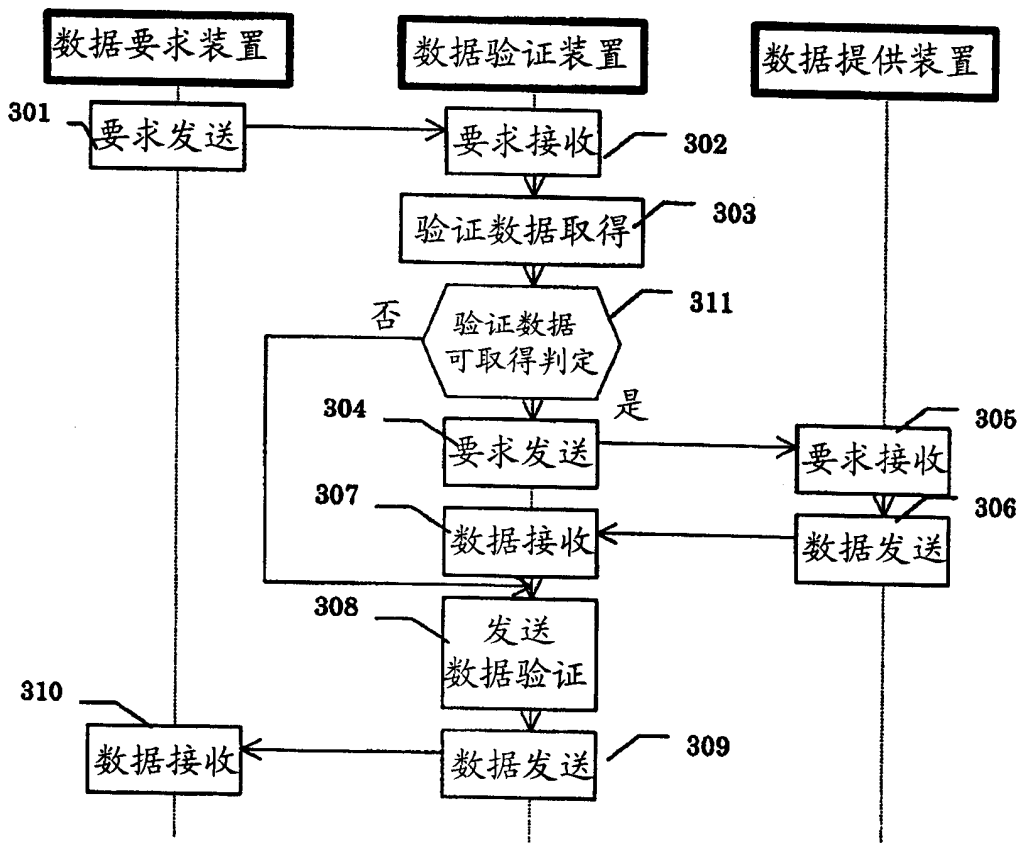 数据要求装置
数据验证装置
数据提供装置
301
要求发送
要求接收
302
验证数据取得
303
否
验证数据
可取得判定
311
是
304
要求发送
305
要求接收
307
数据接收
306
数据发送
308
发送
数据验证
310
数据接收
数据发送
309